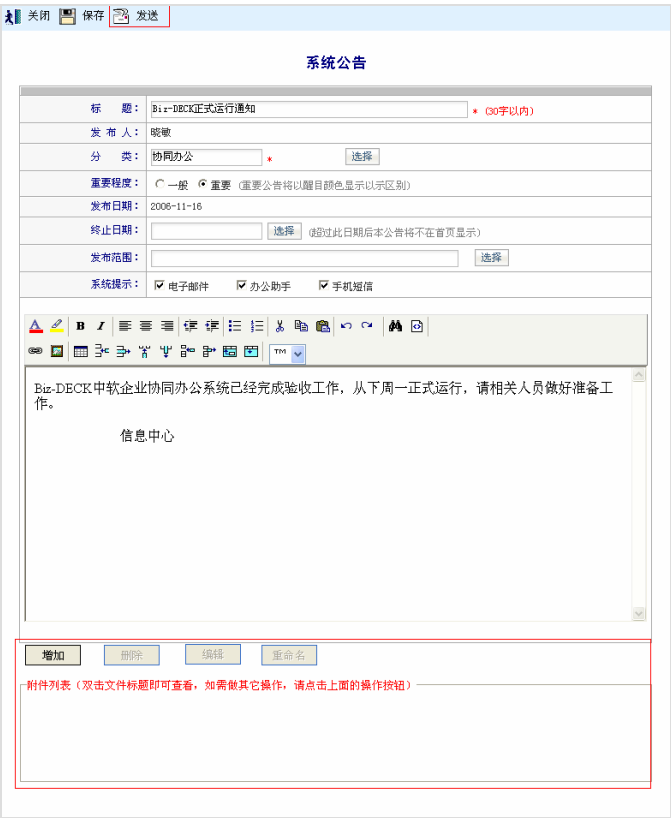 关闭 保存 发送
系统公告
标 题： Biz-DECK正式运行通知 * (30字以内)
发 布 人： 晓敏
分 类： 协同办公 * 选择
重要程度： 一般 重要 (重要公告将以醒目颜色显示以示区别)
发布日期： 2006-11-16
终止日期： 选择 (超过此日期后本公告将不在首页显示)
发布范围： 选择
系统提示： 电子邮件 办公助手 手机短信
A B I
TM
Biz-DECK中软企业协同办公系统已经完成验收工作，从下周一正式运行，请相关人员做好准备工
作。
信息中心
增加 删除 编辑 重命名
附件列表（双击文件标题即可查看，如需做其它操作，请点击上面的操作按钮）